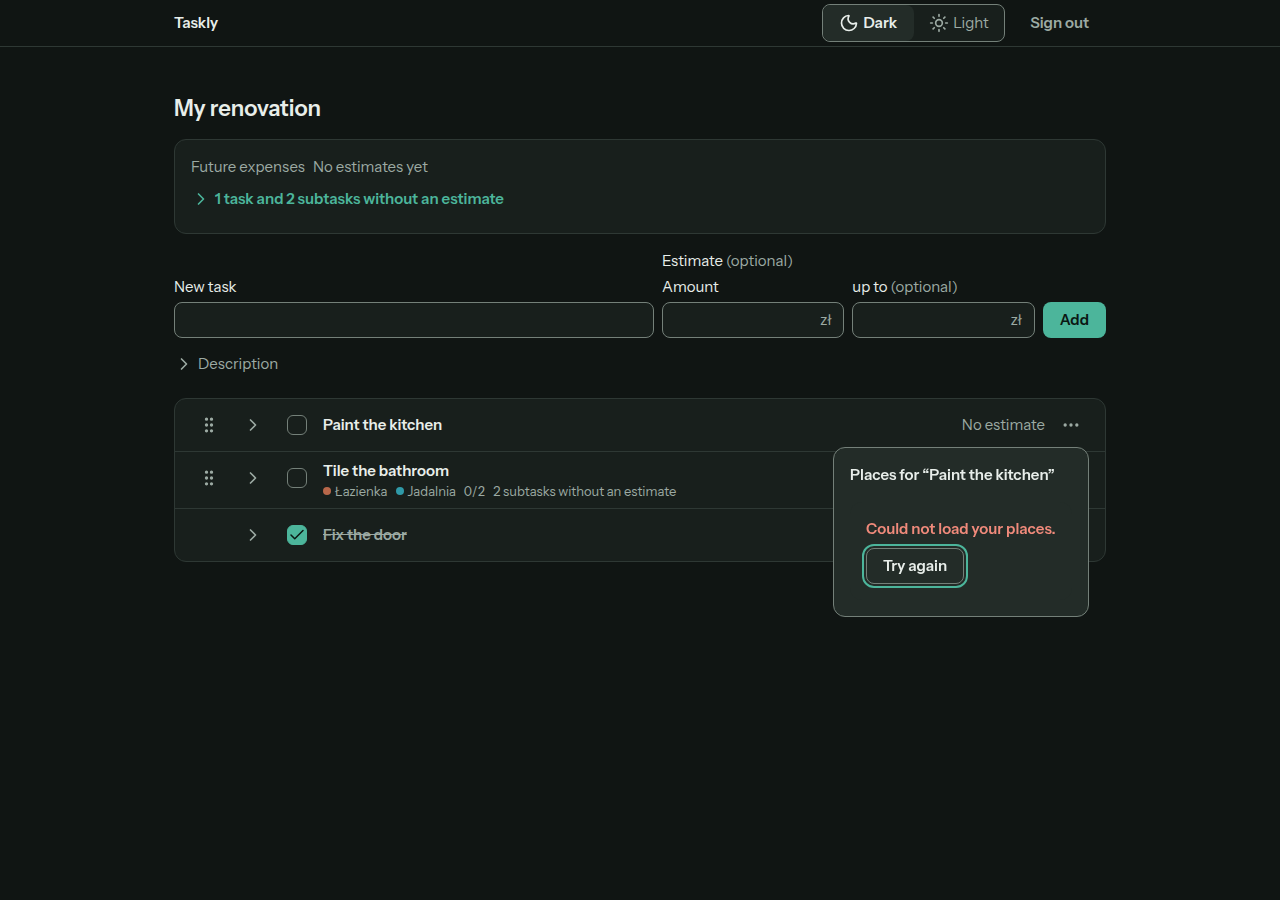 Taskly
Dark
Light
Sign out
My renovation
Future expenses No estimates yet
1 task and 2 subtasks without an estimate
Estimate (optional)
New task
Amount
up to (optional)
zł
zł
Add
Description
Paint the kitchen
No estimate
Tile the bathroom
Łazienka Jadalnia 0/2 2 subtasks without an estimate
Fix the door
Places for “Paint the kitchen”
Could not load your places.
Try again